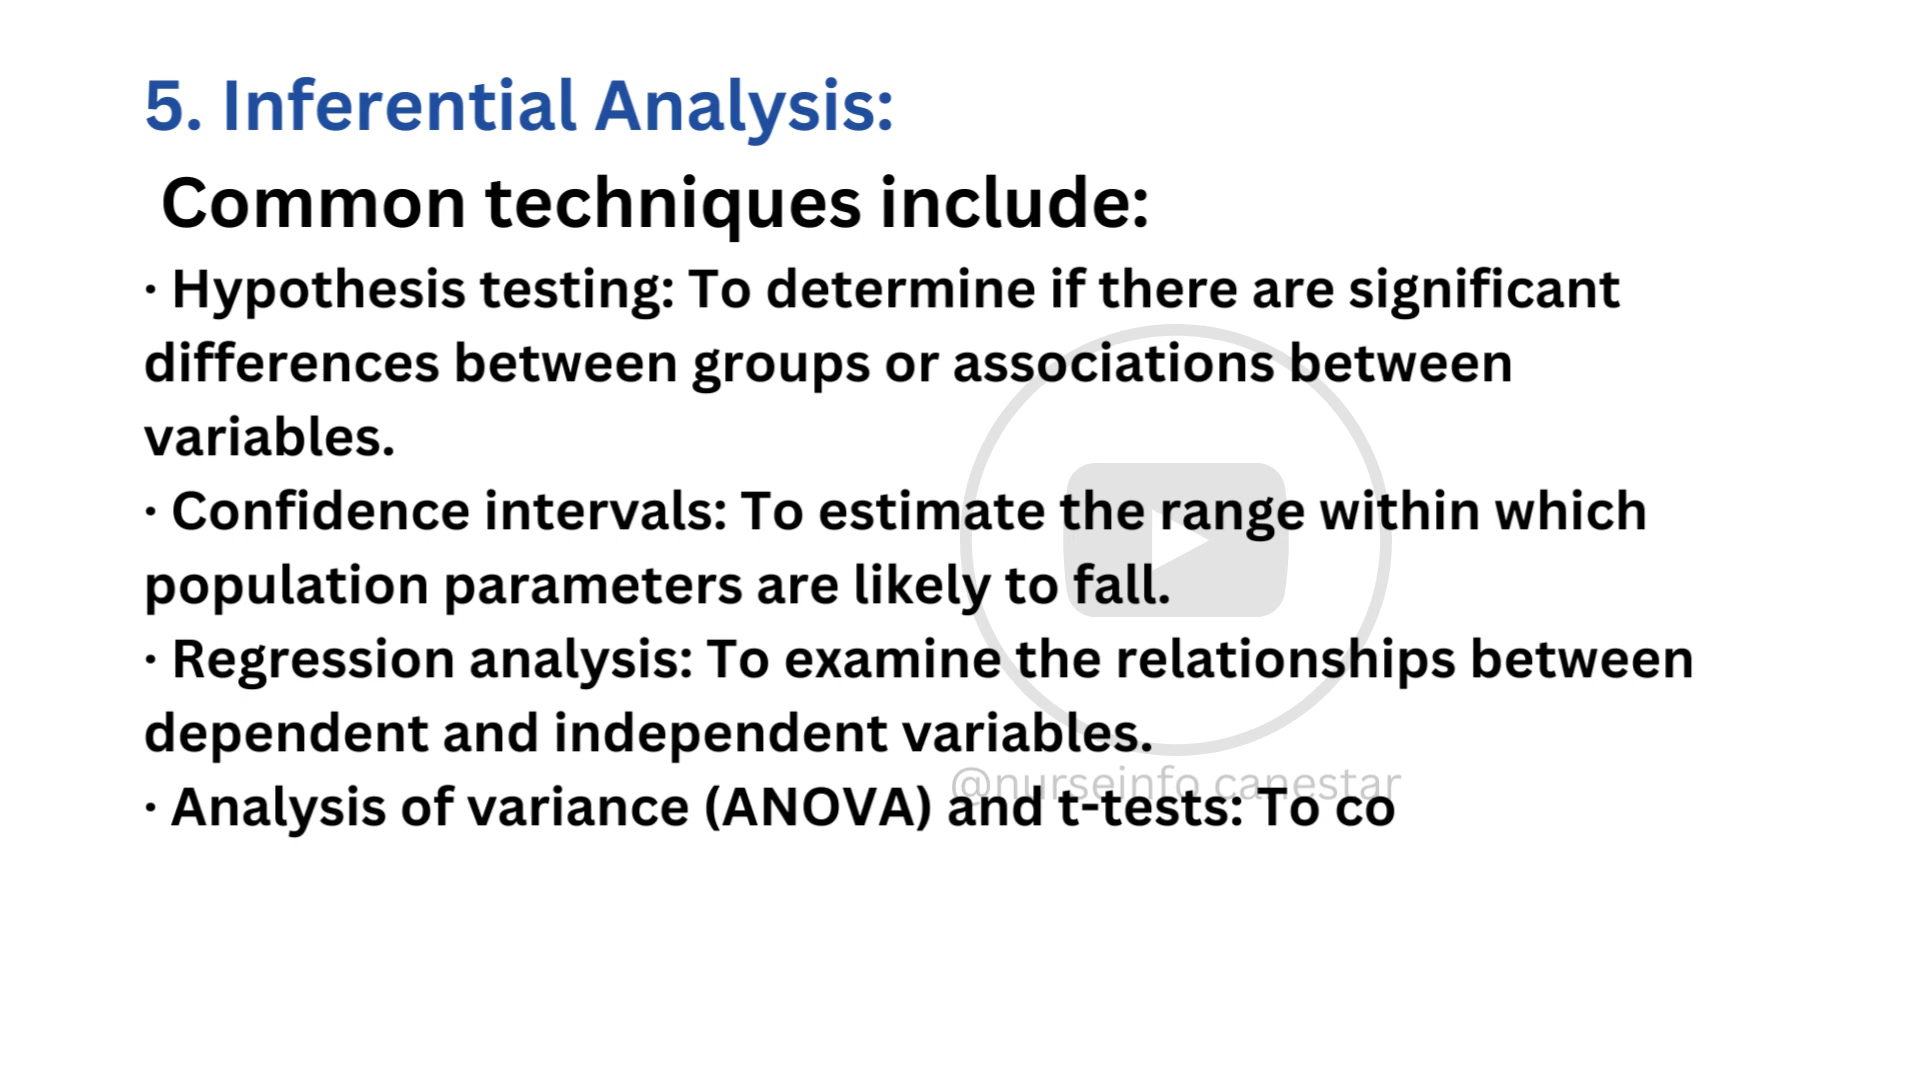 5. Inferential Analysis:
Common techniques include:
· Hypothesis testing: To determine if there are significant
differences between groups or associations between
variables.
· Confidence intervals: To estimate the range within which
population parameters are likely to fall.
· Regression analysis: To examine the relationships between
dependent and independent variables.
@nurseinfo canestar
· Analysis of variance (ANOVA) and t-tests: To co